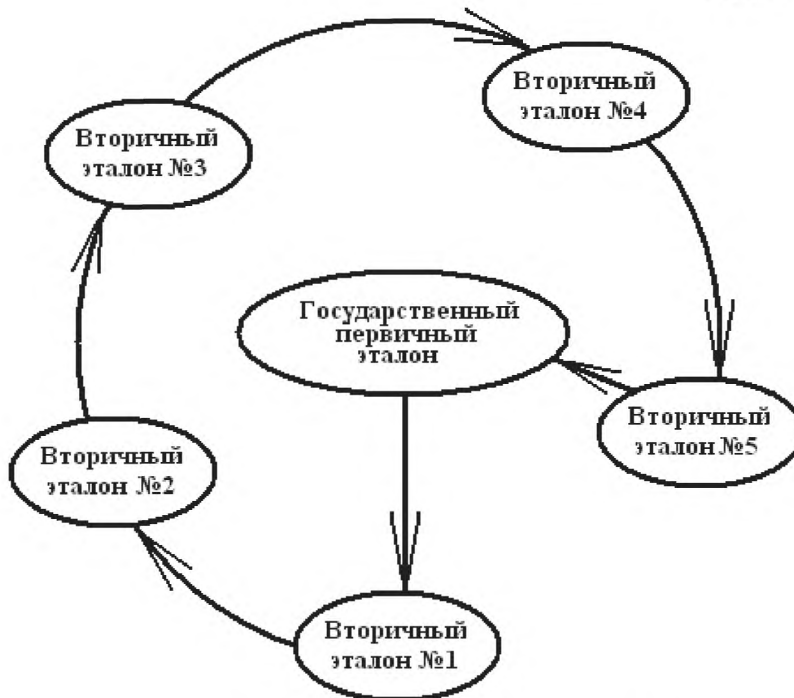 Вторичный
эталон №4
Вторичный
эталон №3
Государственный
первичный
эталон
Вторичный
эталон №5
Вторичный
эталон №2
Вторичный
эталон №1